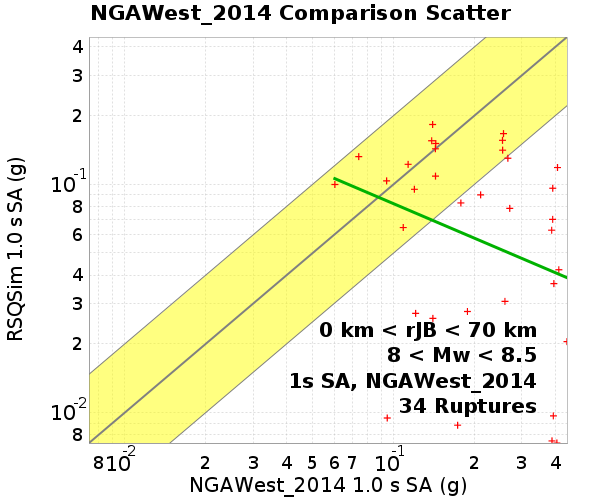 NGAWest_2014 Comparison Scatter
RSQSim 1.0 s SA (g)
4
3
2
10^-1
8
6
4
3
2
10^-2
8
0 km < rJB < 70 km
8 < Mw < 8.5
1s SA, NGAWest_2014
34 Ruptures
8 10^-2 2 3 4 5 6 7 10^-1 2 3 4
NGAWest_2014 1.0 s SA (g)